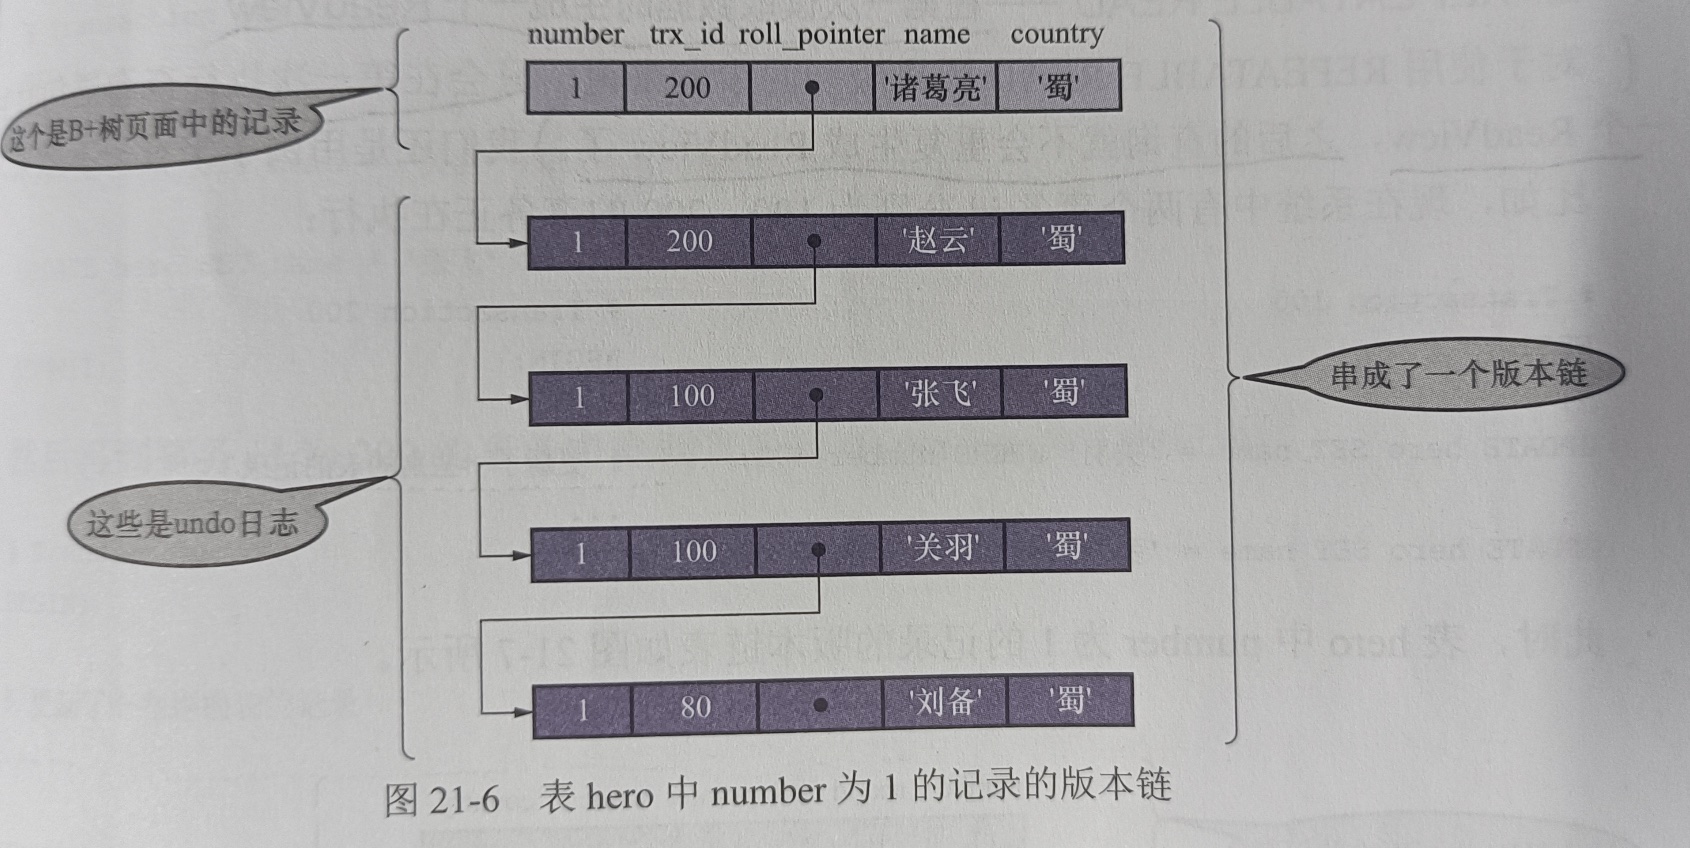 number trx_id roll_pointer name country
1 200 '诸葛亮' '蜀'
这个是B+树页面中的记录
1 200 '赵云' '蜀'
1 100 '张飞' '蜀'
串成了一个版本链
这些是undo日志
1 100 '关羽' '蜀'
1 80 '刘备' '蜀'
图 21-6 表 hero 中 number 为 1 的记录的版本链